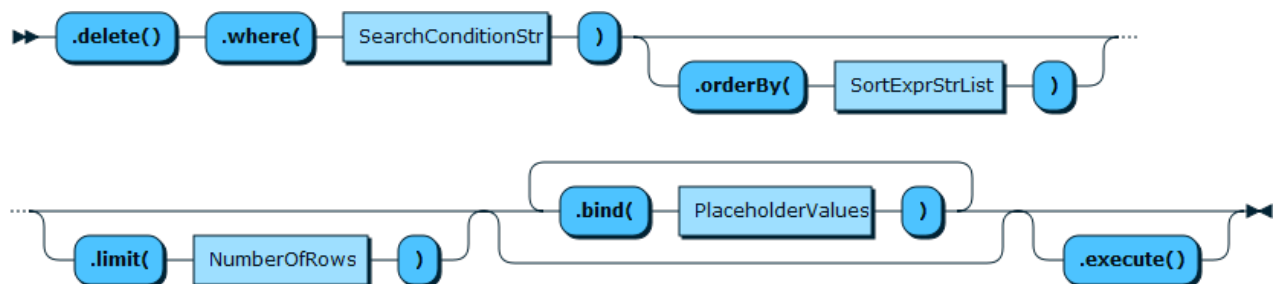 .delete() .where( SearchConditionStr )
.orderBy( SortExprStrList )
.bind( PlaceholderValues )
.limit( NumberOfRows ) .execute()